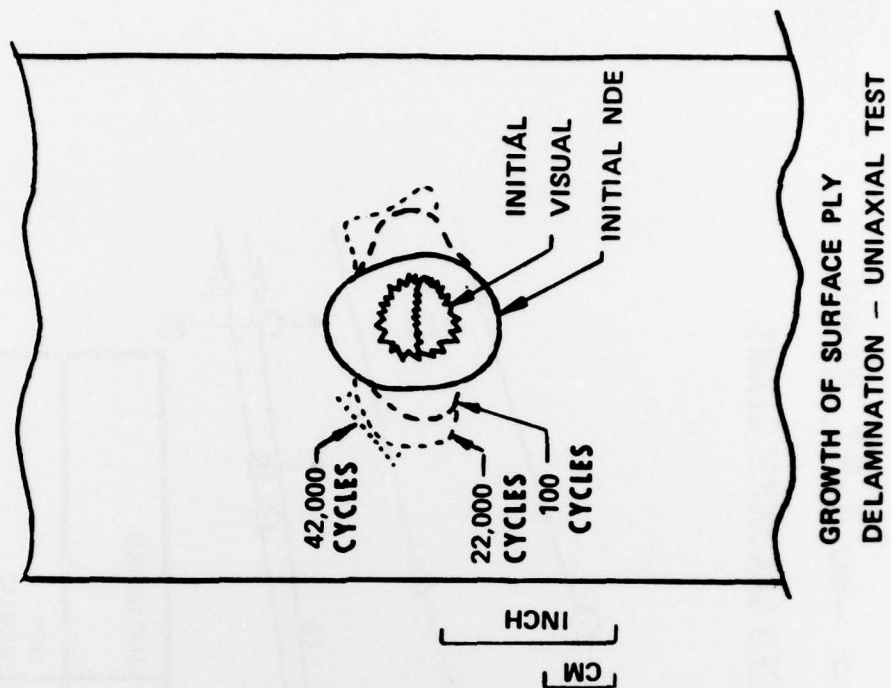 42,000
CYCLES
22,000
CYCLES
100
CYCLES
INITIAL
VISUAL
INITIAL NDE
INCH
CM
GROWTH OF SURFACE PLY
DELAMINATION – UNIAXIAL TEST